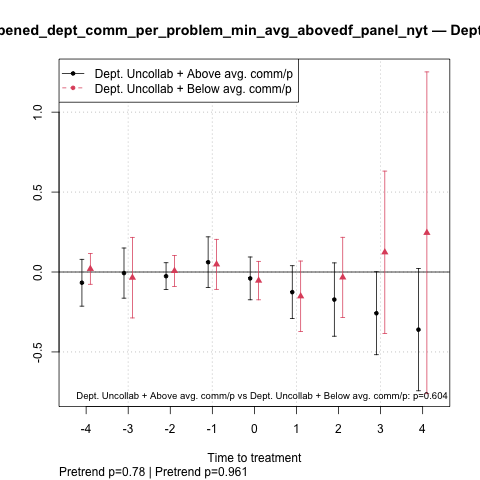 pened_dept_comm_per_problem_min_avg_abovedf_panel_nyt — Dept
Dept. Uncollab + Above avg. comm/p
Dept. Uncollab + Below avg. comm/p
1.0
0.5
0.0
-0.5
Dept. Uncollab + Above avg. comm/p vs Dept. Uncollab + Below avg. comm/p: p=0.604
-4 -3 -2 -1 0 1 2 3 4
Time to treatment
Pretrend p=0.78 | Pretrend p=0.961